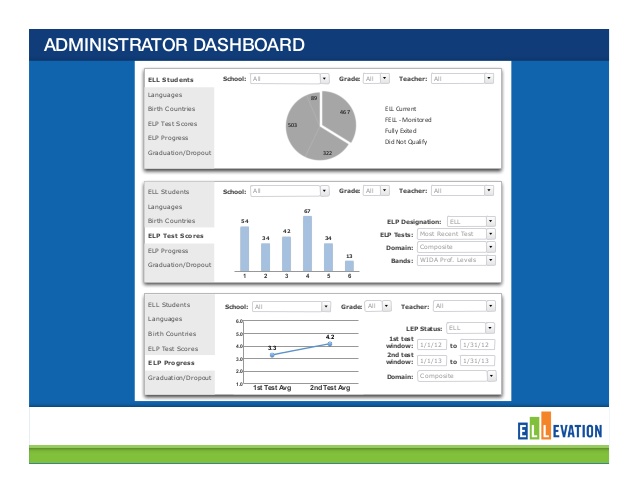 ADMINISTRATOR DASHBOARD
ELL Students
Languages
Birth Countries
ELP Test Scores
ELP Progress
Graduation/Dropout
School: All Grade: All Teacher: All
89
467
503
322
ELL Current
FELL - Monitored
Fully Exited
Did Not Qualify
ELL Students
Languages
Birth Countries
ELP Test Scores
ELP Progress
Graduation/Dropout
School: All Grade: All Teacher: All
54 34 42 67 34 13
1 2 3 4 5 6
ELP Designation: ELL
ELP Tests: Most Recent Test
Domain: Composite
Bands: WIDA Prof. Levels
ELL Students
Languages
Birth Countries
ELP Test Scores
ELP Progress
Graduation/Dropout
School: All Grade: All Teacher: All
6.0
5.0
4.0
3.0
2.0
1.0
3.3 4.2
1st Test Avg 2nd Test Avg
LEP Status: ELL
1st test
window: 1/1/12 to 1/31/12
2nd test
window: 1/1/13 to 1/31/13
Domain: Composite
ELLEVATION